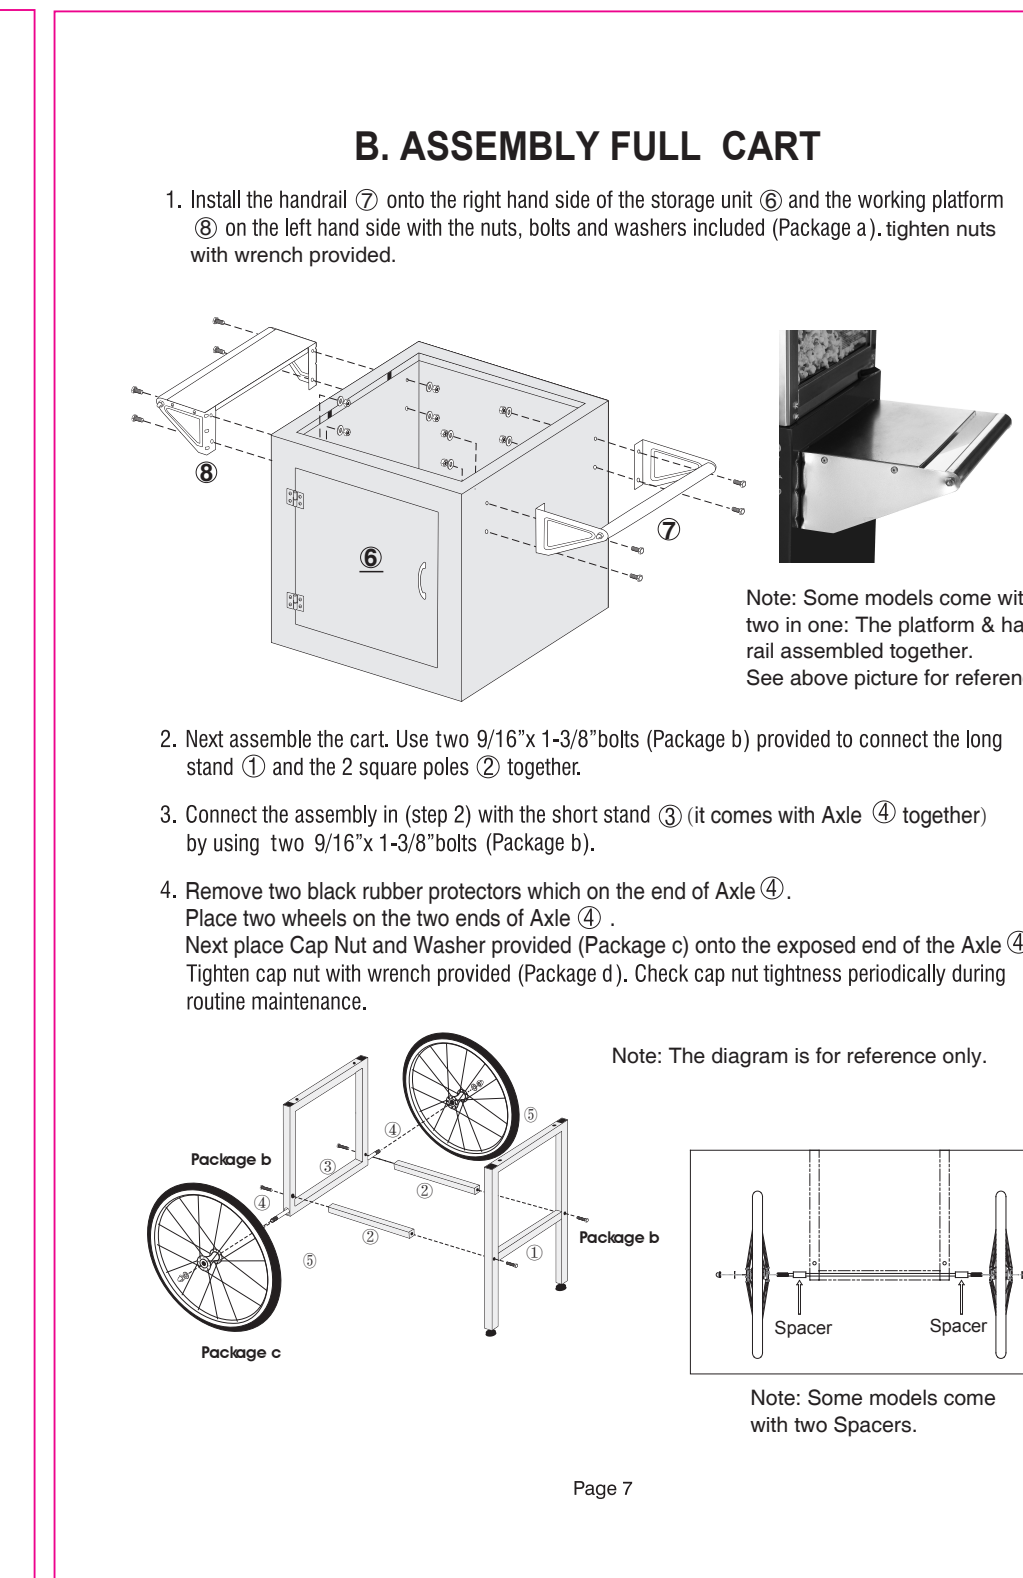 B. ASSEMBLY FULL CART
1. Install the handrail ⑦ onto the right hand side of the storage unit ⑥ and the working platform
⑧ on the left hand side with the nuts, bolts and washers included (Package a). tighten nuts
with wrench provided.
⑧
⑥
⑦
Note: Some models come
two in one: The platform &
rail assembled together.
See above picture for
2. Next assemble the cart. Use two 9/16”x 1-3/8”bolts (Package b) provided to connect the long
stand ① and the 2 square poles ② together.
3. Connect the assembly in (step 2) with the short stand ③ (it comes with Axle ④ together)
by using two 9/16”x 1-3/8”bolts (Package b).
4. Remove two black rubber protectors which on the end of Axle ④.
Place two wheels on the two ends of Axle ④ .
Next place Cap Nut and Washer provided (Package c) onto the exposed end of the Axle ④
Tighten cap nut with wrench provided (Package d). Check cap nut tightness periodically during
routine maintenance.
Note: The diagram is for reference only.
⑤
④
Package b
③
②
④
②
Package b
①
⑤
Package c
Spacer
Spacer
Note: Some models come
with two Spacers.
Page 7